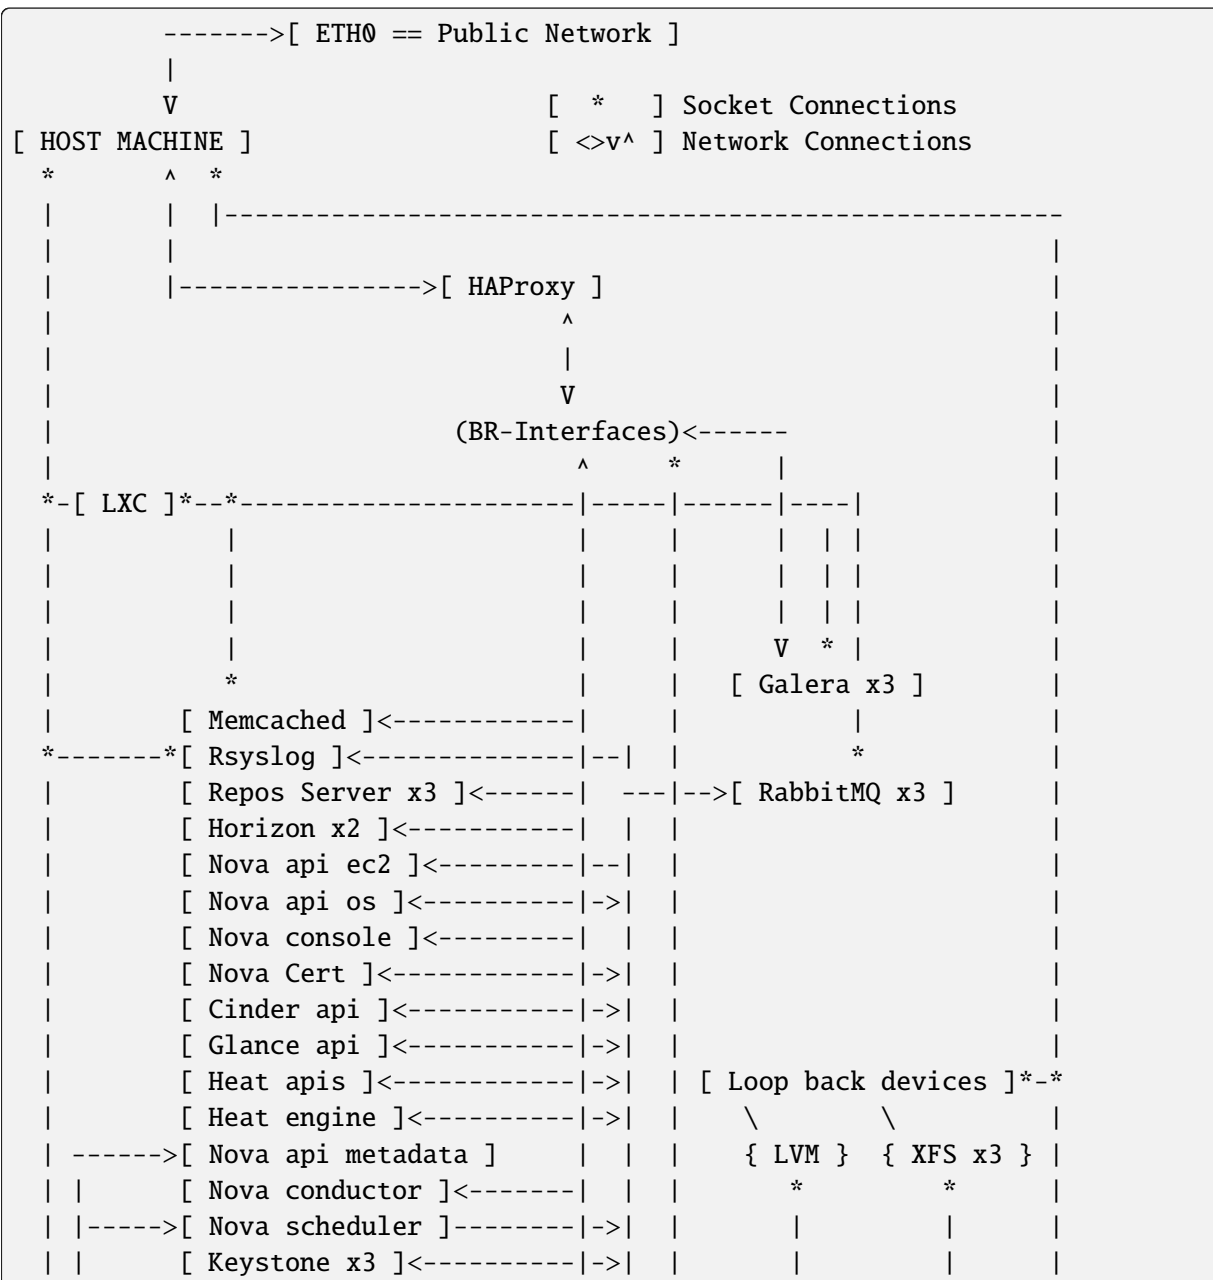 ------->[ ETH0 == Public Network ]
          |
          V                        [  *   ] Socket Connections
[ HOST MACHINE ]                   [ <>v^ ] Network Connections
  *       ^  *
  |       |  |-------------------------------------------------------
  |       |                                                         |
  |       |---------------->[ HAProxy ]                             |
  |                                 ^                               |
  |                                 |                               |
  |                                 V                               |
  |                          (BR-Interfaces)<------                 |
  |                                  ^     *      |                 |
  *-[ LXC ]*--*----------------------|-----|------|----|            |
  |           |                      |     |      |  | |            |
  |           |                      |     |      |  | |            |
  |           |                      |     |      |  | |            |
  |           |                      |     |      V  * |            |
  |           *                      |     |   [ Galera x3 ]        |
  |        [ Memcached ]<------------|     |           |            |
  *-------*[ Rsyslog ]<--------------|--|  |           *            |
  |        [ Repos Server x3 ]<------|  ---|-->[ RabbitMQ x3 ]      |
  |        [ Horizon x2 ]<-----------|  |  |                        |
  |        [ Nova api ec2 ]<---------|--|  |                        |
  |        [ Nova api os ]<----------|->|  |                        |
  |        [ Nova console ]<---------|  |  |                        |
  |        [ Nova Cert ]<------------|->|  |                        |
  |        [ Cinder api ]<-----------|->|  |                        |
  |        [ Glance api ]<-----------|->|  |                        |
  |        [ Heat apis ]<------------|->|  | [ Loop back devices ]*-*
  |        [ Heat engine ]<----------|->|  |    \        \          |
  | ------>[ Nova api metadata ]     |  |  |    { LVM }  { XFS x3 } |
  | |      [ Nova conductor ]<-------|  |  |       *         *      |
  | |----->[ Nova scheduler ]--------|->|  |       |         |      |
  | |      [ Keystone x3 ]<----------|->|  |       |         |      |